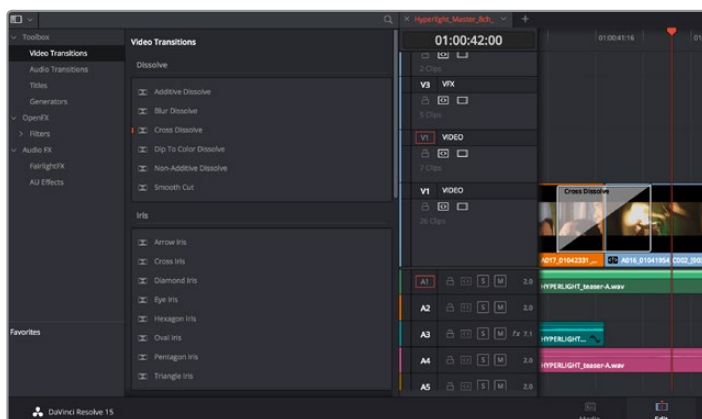 Hyperlight_Master_8ch_
Toolbox
Video Transitions
Audio Transitions
Titles
Generators
OpenFX
Filters
Audio FX
FairlightFX
AU Effects
Favorites
Video Transitions
Dissolve
Additive Dissolve
Blur Dissolve
Cross Dissolve
Dip To Color Dissolve
Non-Additive Dissolve
Smooth Cut
Iris
Arrow Iris
Cross Iris
Diamond Iris
Eye Iris
Hexagon Iris
Oval Iris
Pentagon Iris
Triangle Iris
01:00:42:00
01:00:41:16
2 Clips
V3 VFX
5 Clips
V1 VIDEO
7 Clips
V1 VIDEO
26 Clips
Cross Dissolve
A017_01042331_...
A016_01041954_C002_
A1 S M 2.0
HYPERLIGHT_teaser-A.wav
A2 S M 2.0
A3 S M fx 7.1
HYPERLIGHT...
A4 S M 2.0
HYPERLIGHT_teaser-A.wav
A5 S M 2.0
DaVinci Resolve 15
Media
Edit